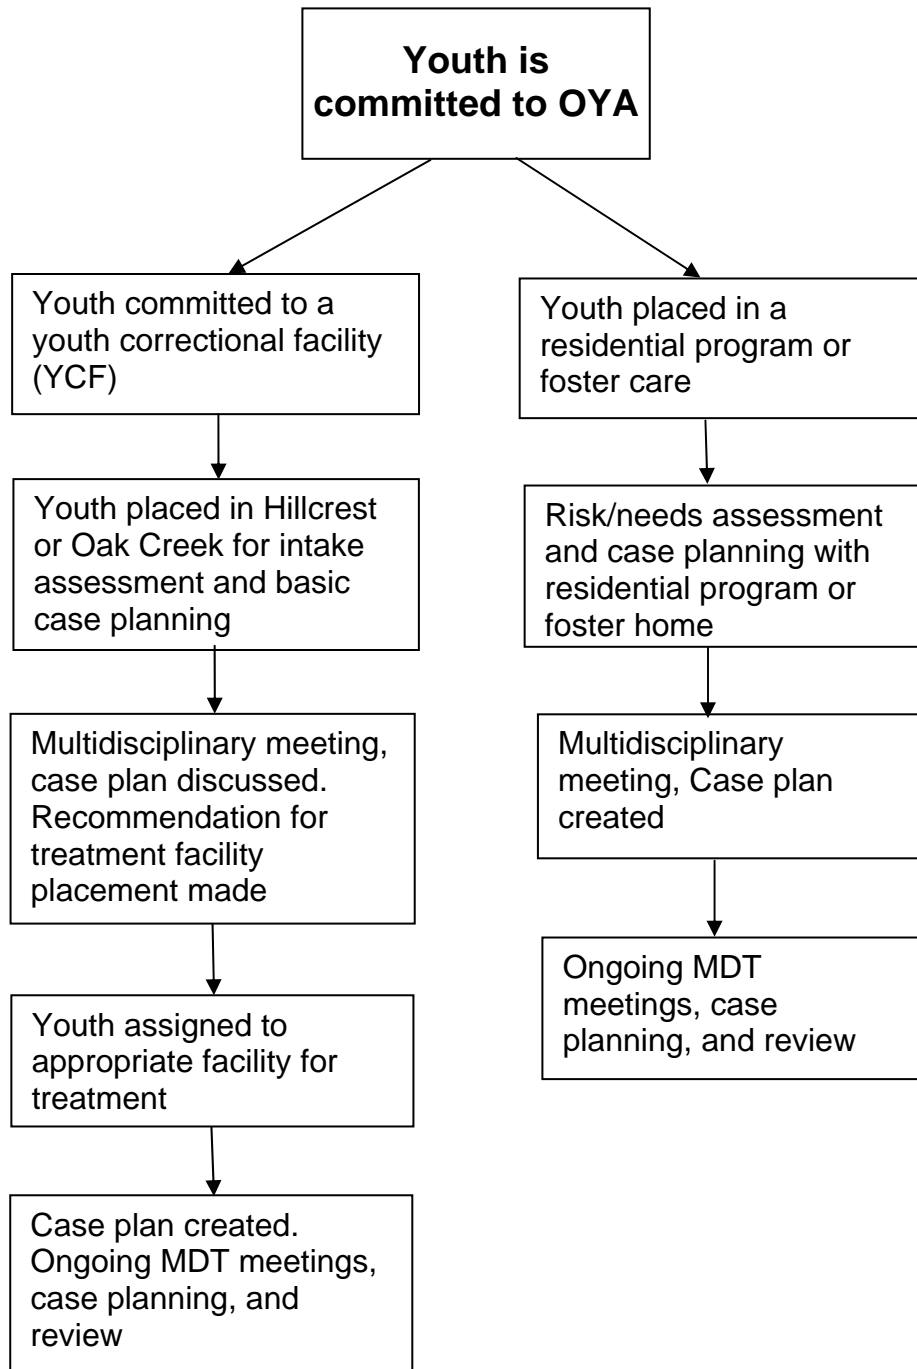 Youth is
committed to OYA
Youth committed to a
youth correctional facility
(YCF)
Youth placed in Hillcrest
or Oak Creek for intake
assessment and basic
case planning
Multidisciplinary meeting,
case plan discussed.
Recommendation for
treatment facility
placement made
Youth assigned to
appropriate facility for
treatment
Case plan created.
Ongoing MDT meetings,
case planning, and
review
Youth placed in a
residential program or
foster care
Risk/needs assessment
and case planning with
residential program or
foster home
Multidisciplinary
meeting, Case plan
created
Ongoing MDT
meetings, case
planning, and review